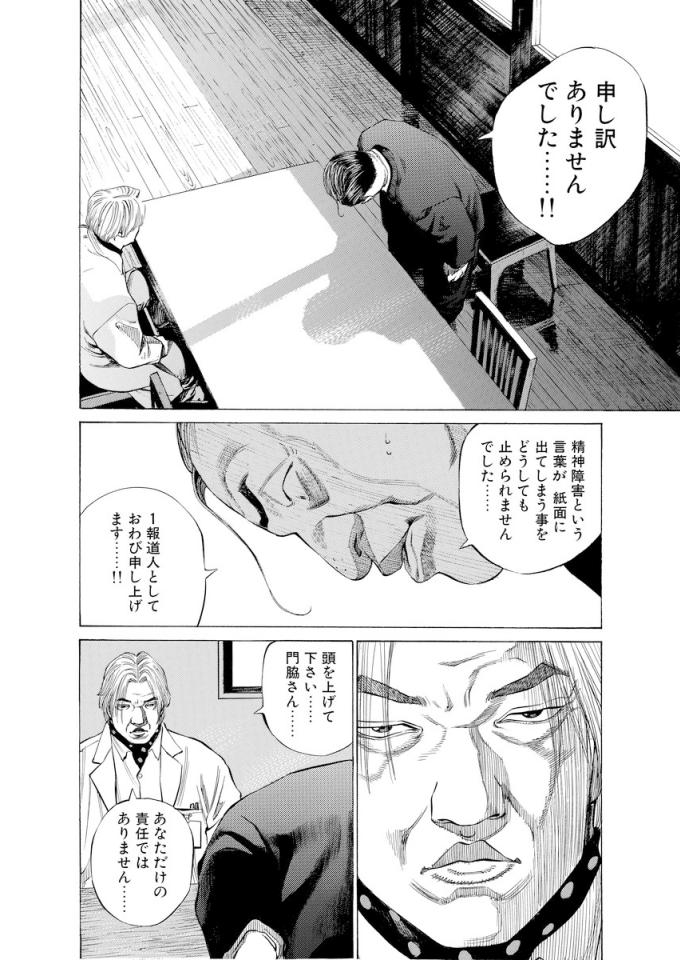 申し訳
ありません
でした……!!
精神障害という
言葉が 紙面に
出てしまう事を
どうしても
止められません
でした……
1報道人として
おわび申し上げ
ます……!!
頭を上げて
下さい……
門脇さん……
あなただけの
責任では
ありません……